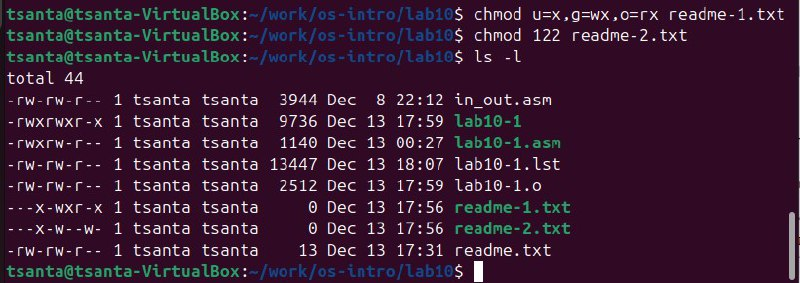 tsanta@tsanta-VirtualBox:~/work/os-intro/lab10$ chmod u=x,g=wx,o=rx readme-1.txt
tsanta@tsanta-VirtualBox:~/work/os-intro/lab10$ chmod 122 readme-2.txt
tsanta@tsanta-VirtualBox:~/work/os-intro/lab10$ ls -l
total 44
-rw-rw-r-- 1 tsanta tsanta  3944 Dec  8 22:12 in_out.asm
-rwxrwxr-x 1 tsanta tsanta  9736 Dec 13 17:59 lab10-1
-rwxrw-r-- 1 tsanta tsanta  1140 Dec 13 00:27 lab10-1.asm
-rw-rw-r-- 1 tsanta tsanta 13447 Dec 13 18:07 lab10-1.lst
-rw-rw-r-- 1 tsanta tsanta  2512 Dec 13 17:59 lab10-1.o
---x-wxr-x 1 tsanta tsanta     0 Dec 13 17:56 readme-1.txt
---x-w--w- 1 tsanta tsanta     0 Dec 13 17:56 readme-2.txt
-rw-rw-r-- 1 tsanta tsanta    13 Dec 13 17:31 readme.txt
tsanta@tsanta-VirtualBox:~/work/os-intro/lab10$